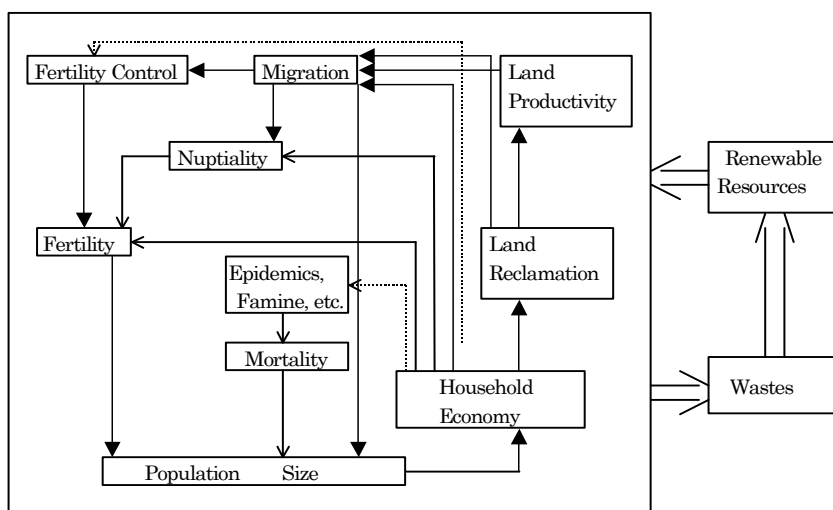 Fertility Control
Migration
Land
Productivity
Nuptiality
Renewable
Resources
Fertility
Land
Reclamation
Epidemics,
Famine, etc.
Mortality
Household
Economy
Wastes
Population Size